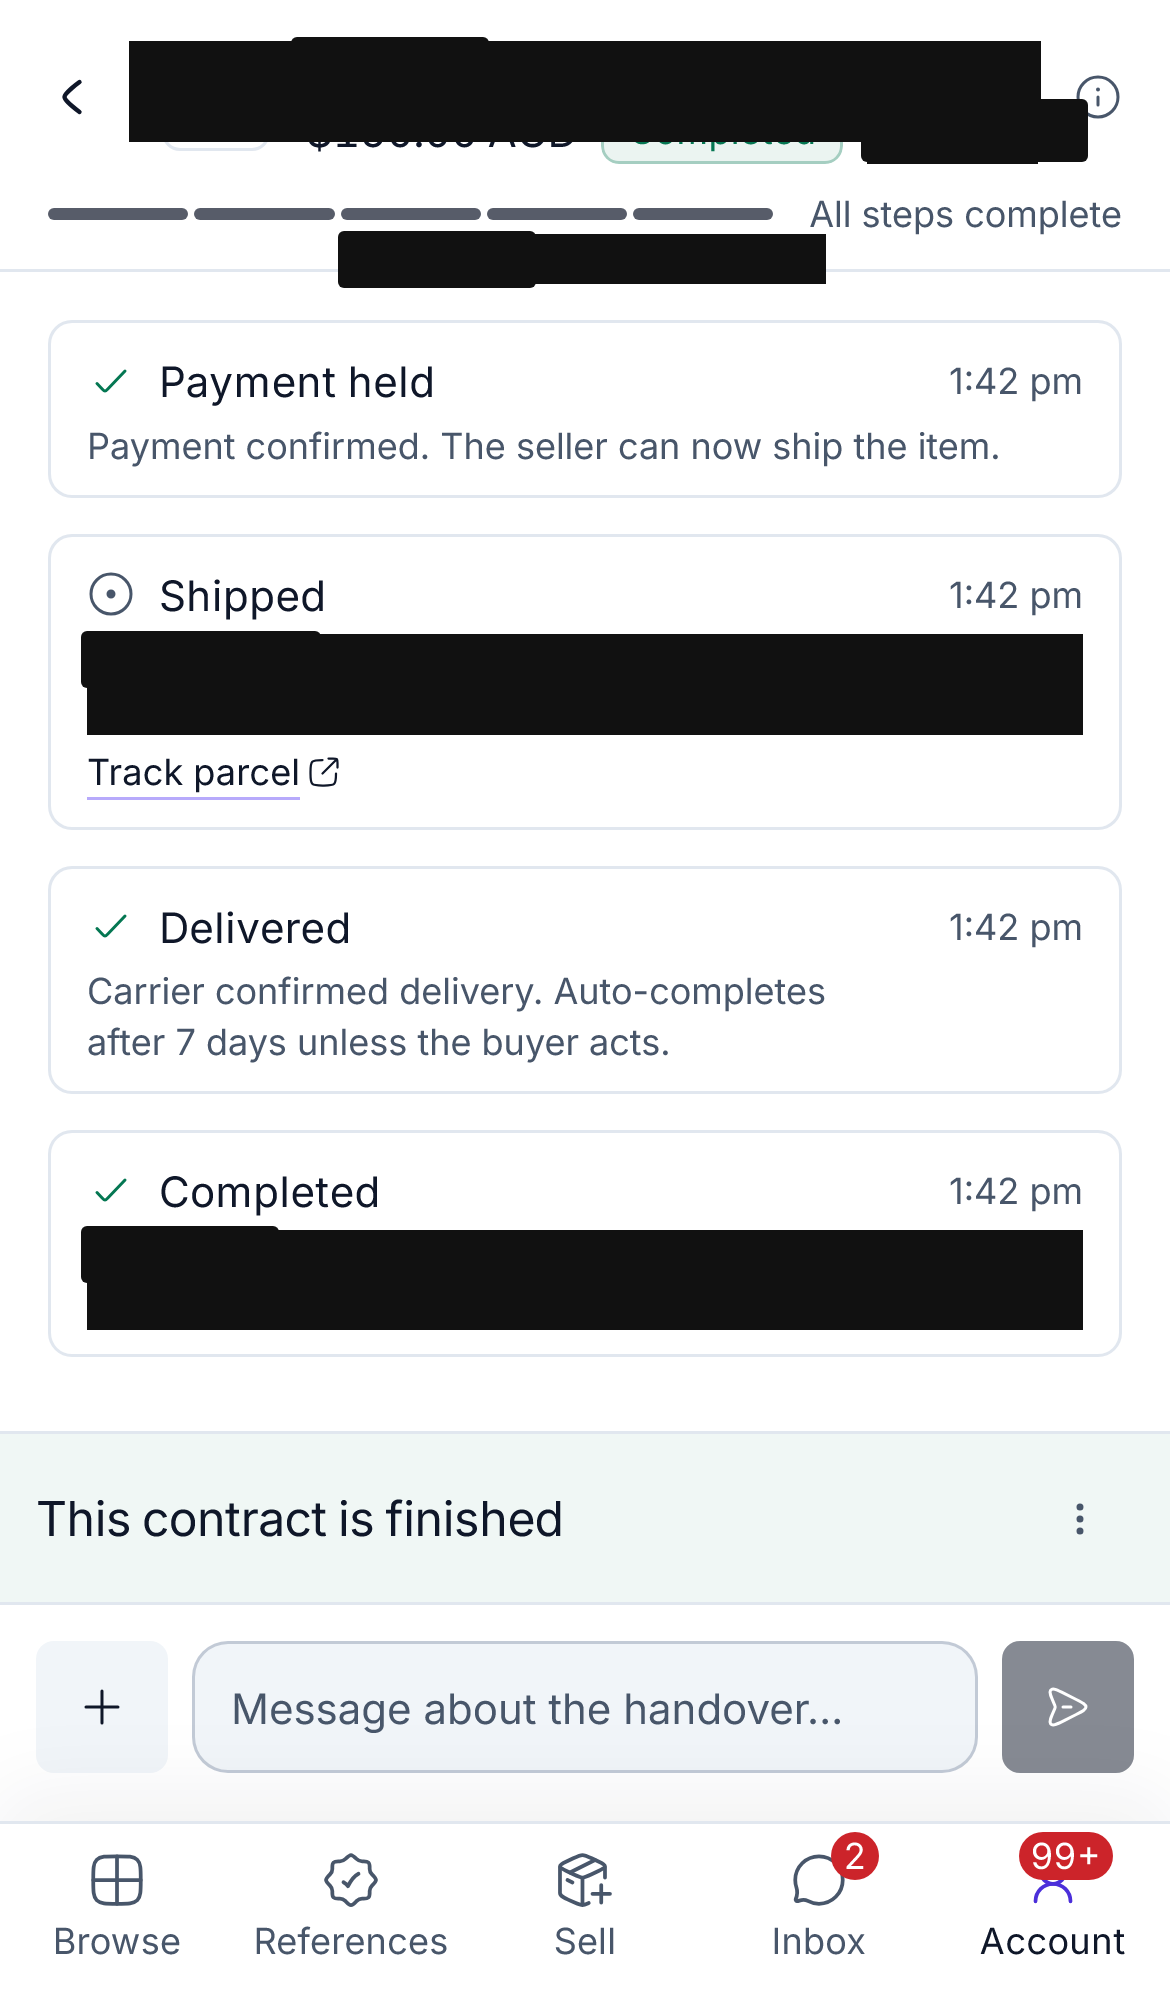 All steps complete
Payment held
1:42 pm
Payment confirmed. The seller can now ship the item.
Shipped
1:42 pm
Track parcel
Delivered
1:42 pm
Carrier confirmed delivery. Auto-completes
after 7 days unless the buyer acts.
Completed
1:42 pm
This contract is finished
Message about the handover...
2
99+
Browse
References
Sell
Inbox
Account